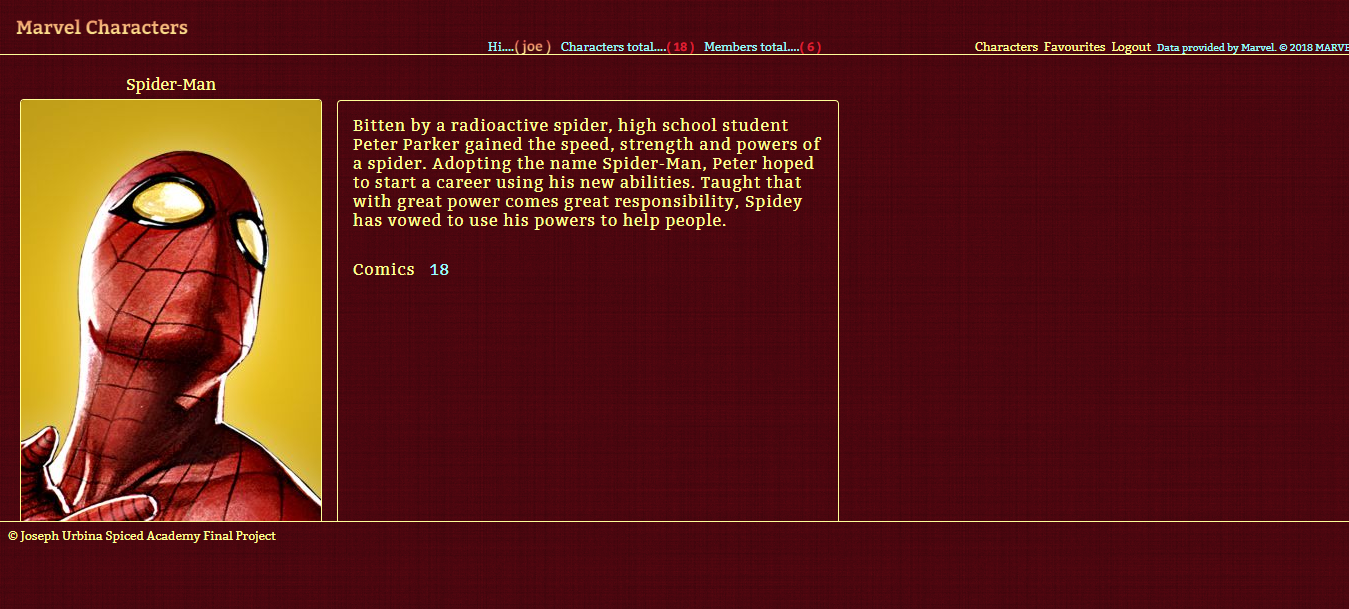 Marvel Characters
Hi....( joe ) Characters total....( 18 ) Members total....( 6 )
Characters Favourites Logout Data provided by Marvel. © 2018 MARVE
Spider-Man
Bitten by a radioactive spider, high school student
Peter Parker gained the speed, strength and powers of
a spider. Adopting the name Spider-Man, Peter hoped
to start a career using his new abilities. Taught that
with great power comes great responsibility, Spidey
has vowed to use his powers to help people.
Comics 18
© Joseph Urbina Spiced Academy Final Project